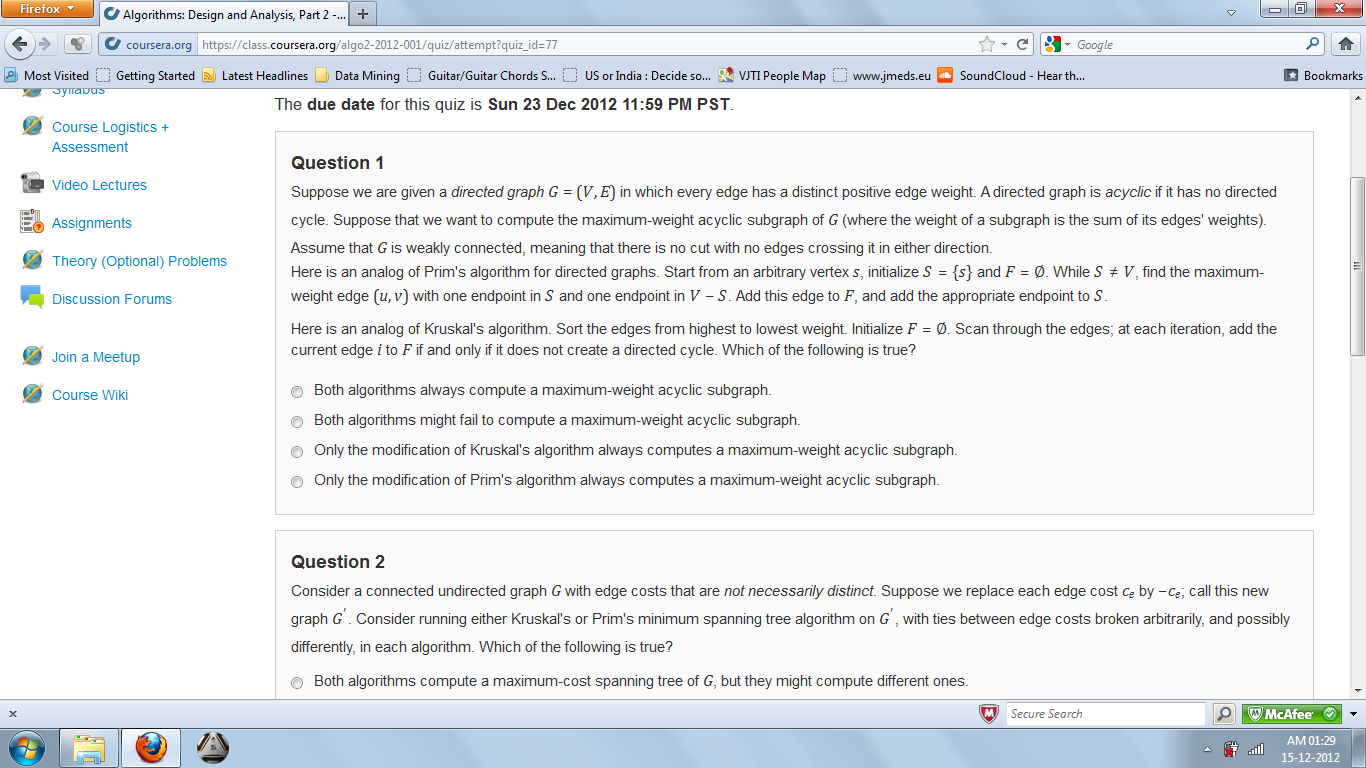 Firefox
Algorithms: Design and Analysis, Part 2 -...
coursera.org https://class.coursera.org/algo2-2012-001/quiz/attempt?quiz_id=77
Google
Most Visited Getting Started Latest Headlines Data Mining Guitar/Guitar Chords S... US or India : Decide so... VJTI People Map www.jmeds.eu SoundCloud - Hear th... Bookmarks
Syllabus
Course Logistics +
Assessment
Video Lectures
Assignments
Theory (Optional) Problems
Discussion Forums
Join a Meetup
Course Wiki
The due date for this quiz is Sun 23 Dec 2012 11:59 PM PST.
Question 1
Suppose we are given a directed graph G = (V, E) in which every edge has a distinct positive edge weight. A directed graph is acyclic if it has no directed
cycle. Suppose that we want to compute the maximum-weight acyclic subgraph of G (where the weight of a subgraph is the sum of its edges' weights).
Assume that G is weakly connected, meaning that there is no cut with no edges crossing it in either direction.
Here is an analog of Prim's algorithm for directed graphs. Start from an arbitrary vertex s, initialize S = {s} and F = ∅. While S ≠ V, find the maximum-
weight edge (u, v) with one endpoint in S and one endpoint in V − S. Add this edge to F, and add the appropriate endpoint to S.
Here is an analog of Kruskal's algorithm. Sort the edges from highest to lowest weight. Initialize F = ∅. Scan through the edges; at each iteration, add the
current edge i to F if and only if it does not create a directed cycle. Which of the following is true?
Both algorithms always compute a maximum-weight acyclic subgraph.
Both algorithms might fail to compute a maximum-weight acyclic subgraph.
Only the modification of Kruskal's algorithm always computes a maximum-weight acyclic subgraph.
Only the modification of Prim's algorithm always computes a maximum-weight acyclic subgraph.
Question 2
Consider a connected undirected graph G with edge costs that are not necessarily distinct. Suppose we replace each edge cost cₑ by −cₑ; call this new
graph G′. Consider running either Kruskal's or Prim's minimum spanning tree algorithm on G′, with ties between edge costs broken arbitrarily, and possibly
differently, in each algorithm. Which of the following is true?
Both algorithms compute a maximum-cost spanning tree of G, but they might compute different ones.
x
Secure Search
McAfee
AM 01:29
15-12-2012